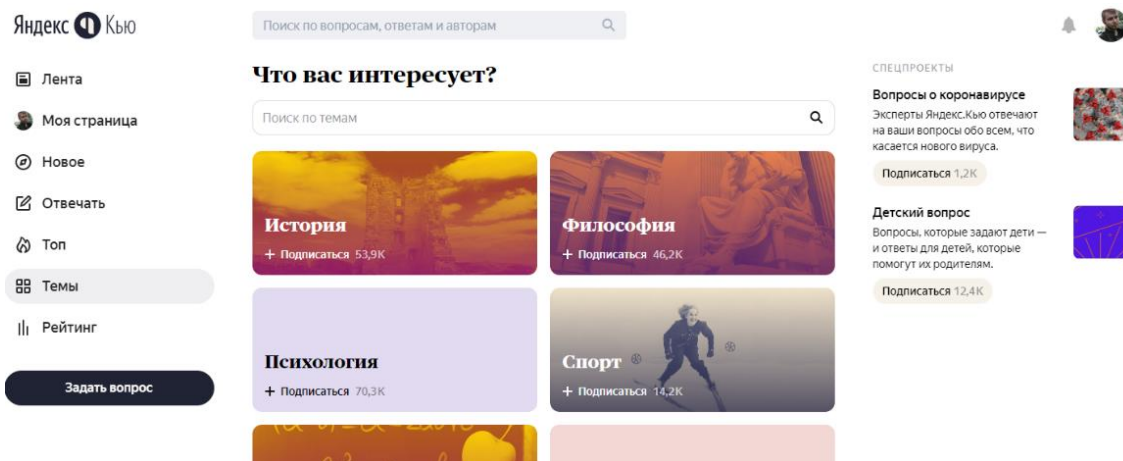 Яндекс Кью
Поиск по вопросам, ответам и авторам
Лента
Моя страница
Новое
Отвечать
Топ
Темы
Рейтинг
Задать вопрос
Что вас интересует?
Поиск по темам
История
+ Подписаться 53,9K
Философия
+ Подписаться 46,2K
Психология
+ Подписаться 70,3K
Спорт
+ Подписаться 14,2K
СПЕЦПРОЕКТЫ
Вопросы о коронавирусе
Эксперты Яндекс.Кью отвечают
на ваши вопросы обо всем, что
касается нового вируса.
Подписаться 1,2K
Детский вопрос
Вопросы, которые задают дети —
и ответы для детей, которые
помогут их родителям.
Подписаться 12,4K